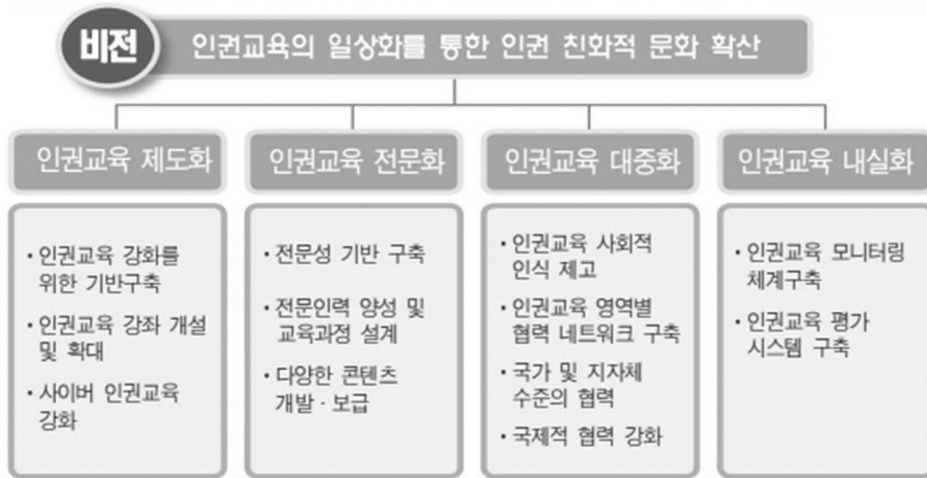 비전
인권교육의 일상화를 통한 인권 친화적 문화 확산
인권교육 제도화
• 인권교육 강화를
위한 기반구축
• 인권교육 강좌 개설
및 확대
• 사이버 인권교육
강화
인권교육 전문화
• 전문성 기반 구축
• 전문인력 양성 및
교육과정 설계
• 다양한 콘텐츠
개발 · 보급
인권교육 대중화
• 인권교육 사회적
인식 제고
• 인권교육 영역별
협력 네트워크 구축
• 국가 및 지자체
수준의 협력
• 국제적 협력 강화
인권교육 내실화
• 인권교육 모니터링
체계구축
• 인권교육 평가
시스템 구축